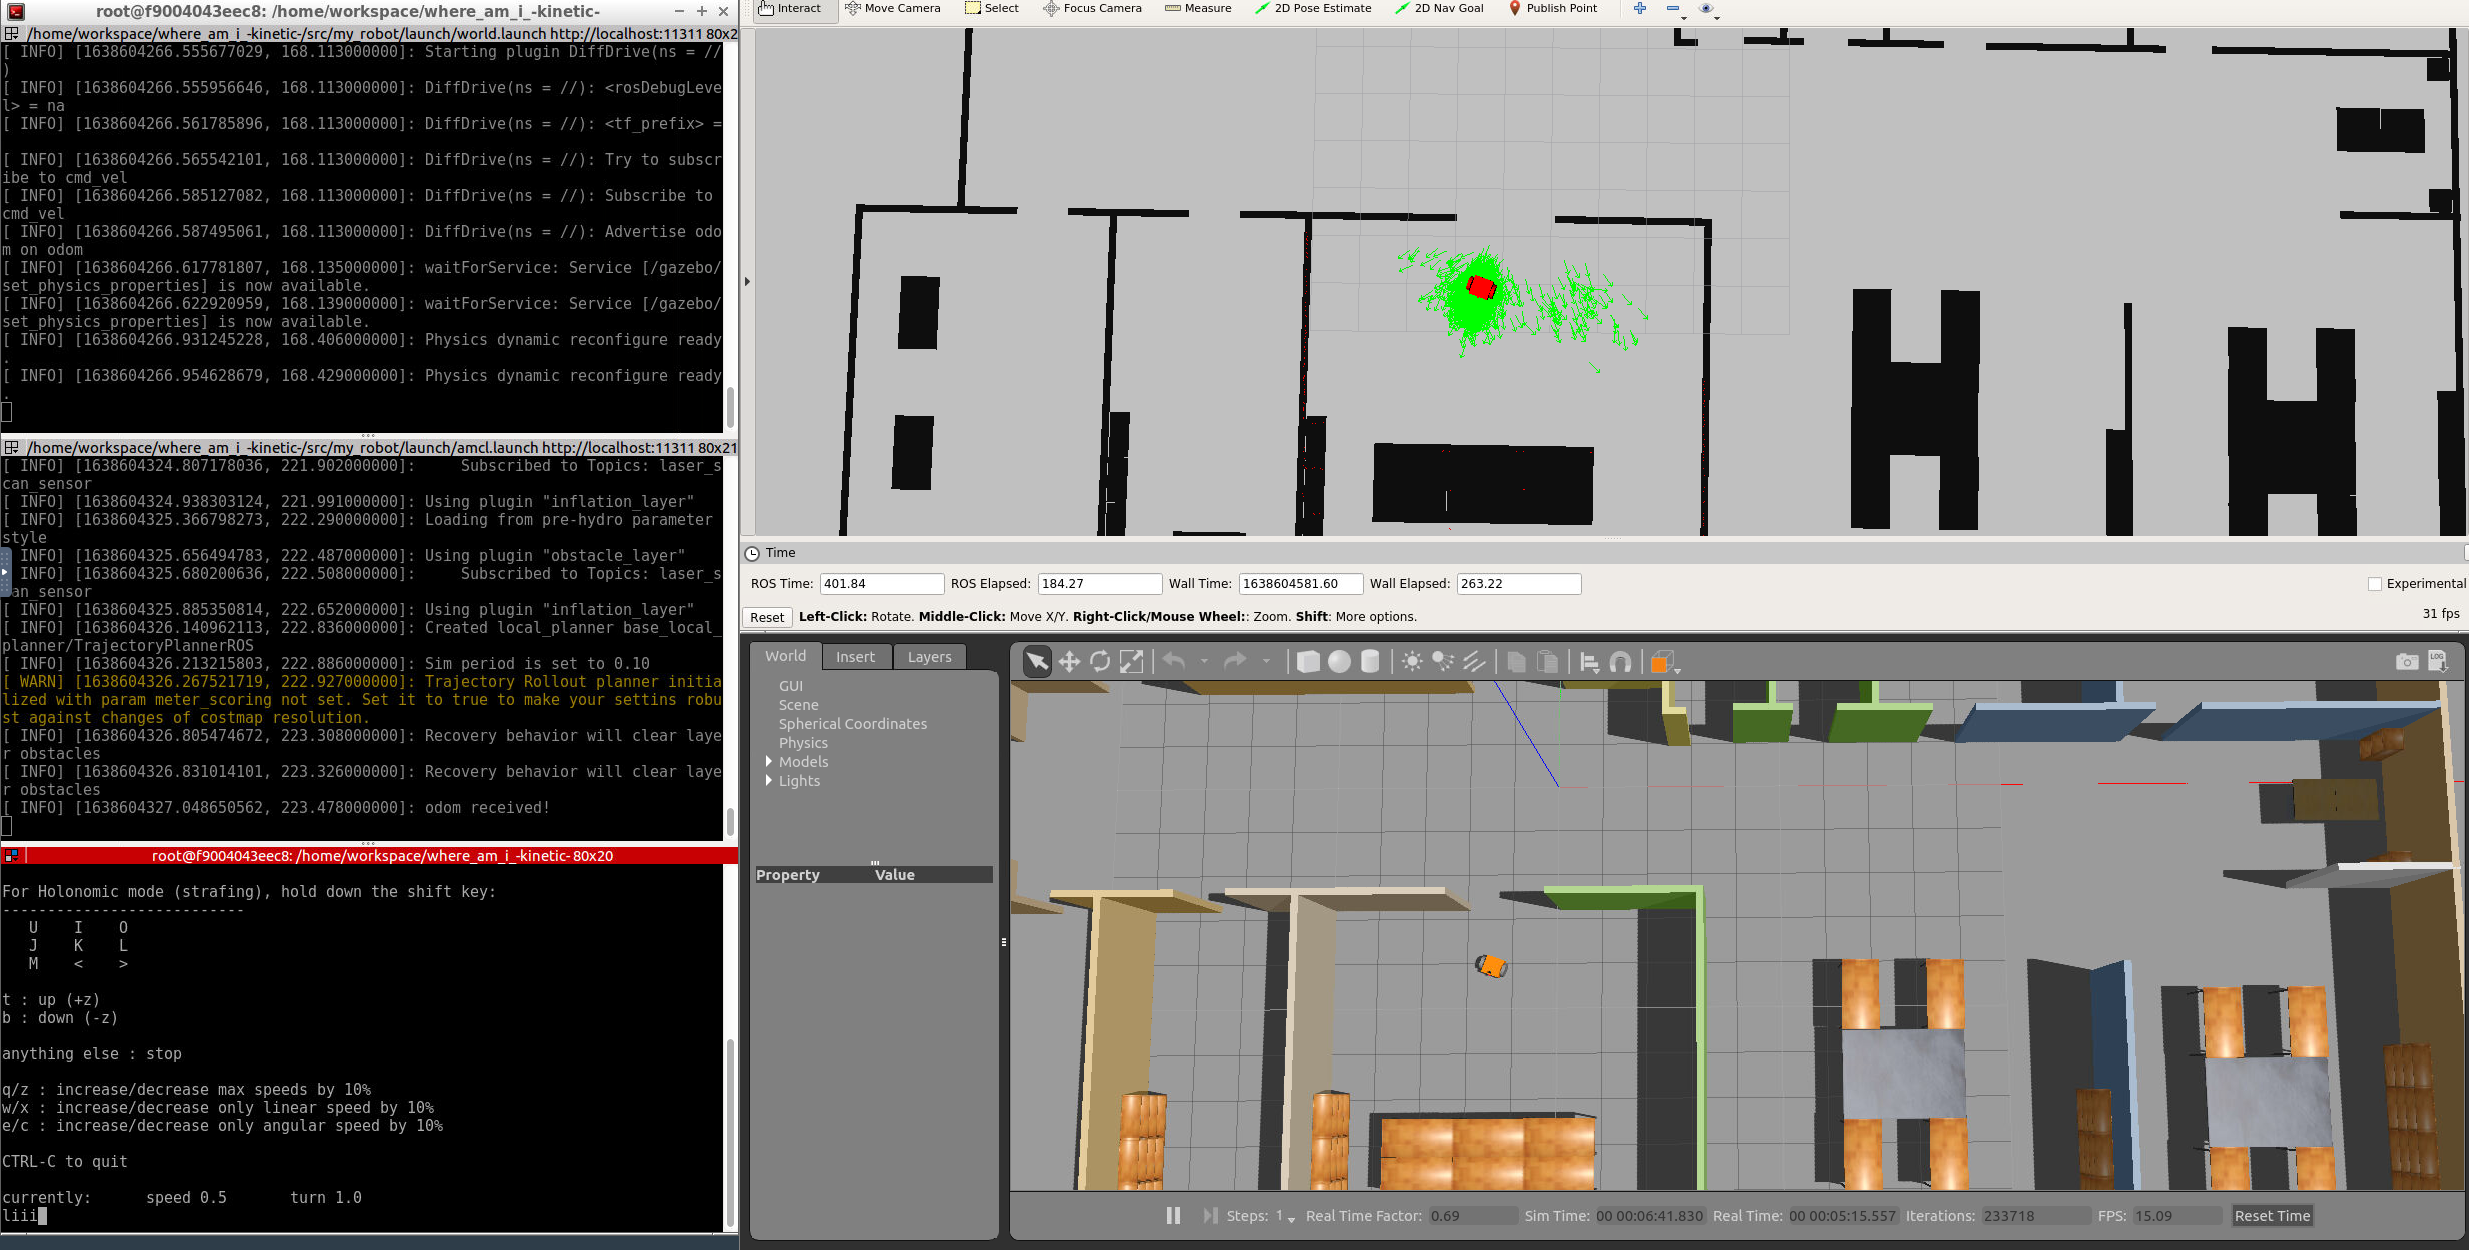 root@f9004043eec8: /home/workspace/where_am_i_-kinetic-
/home/workspace/where_am_i_-kinetic-/src/my_robot/launch/world.launch http://localhost:11311 80x2
[ INFO] [1638604266.555677029, 168.113000000]: Starting plugin DiffDrive(ns = //
)
[ INFO] [1638604266.555956646, 168.113000000]: DiffDrive(ns = //): <rosDebugLeve
l> = na
[ INFO] [1638604266.561785896, 168.113000000]: DiffDrive(ns = //): <tf_prefix> =
[ INFO] [1638604266.565542101, 168.113000000]: DiffDrive(ns = //): Try to subscr
ibe to cmd_vel
[ INFO] [1638604266.585127082, 168.113000000]: DiffDrive(ns = //): Subscribe to
cmd_vel
[ INFO] [1638604266.587495061, 168.113000000]: DiffDrive(ns = //): Advertise odo
m on odom
[ INFO] [1638604266.617781807, 168.135000000]: waitForService: Service [/gazebo/
set_physics_properties] is now available.
[ INFO] [1638604266.622920959, 168.139000000]: waitForService: Service [/gazebo/
set_physics_properties] is now available.
[ INFO] [1638604266.931245228, 168.406000000]: Physics dynamic reconfigure ready
.
[ INFO] [1638604266.954628679, 168.429000000]: Physics dynamic reconfigure ready
.
/home/workspace/where_am_i_-kinetic-/src/my_robot/launch/amcl.launch http://localhost:11311 80x21
[ INFO] [1638604324.807178036, 221.902000000]:     Subscribed to Topics: laser_s
can_sensor
[ INFO] [1638604324.938303124, 221.991000000]: Using plugin "inflation_layer"
[ INFO] [1638604325.366798273, 222.290000000]: Loading from pre-hydro parameter
style
INFO] [1638604325.656494783, 222.487000000]: Using plugin "obstacle_layer"
INFO] [1638604325.680200636, 222.508000000]:     Subscribed to Topics: laser_s
an_sensor
[ INFO] [1638604325.885350814, 222.652000000]: Using plugin "inflation_layer"
[ INFO] [1638604326.140962113, 222.836000000]: Created local_planner base_local_
planner/TrajectoryPlannerROS
[ INFO] [1638604326.213215803, 222.886000000]: Sim period is set to 0.10
[ WARN] [1638604326.267521719, 222.927000000]: Trajectory Rollout planner initia
lized with param meter_scoring not set. Set it to true to make your settins robu
st against changes of costmap resolution.
[ INFO] [1638604326.805474672, 223.308000000]: Recovery behavior will clear laye
r obstacles
[ INFO] [1638604326.831014101, 223.326000000]: Recovery behavior will clear laye
r obstacles
[ INFO] [1638604327.048650562, 223.478000000]: odom received!
root@f9004043eec8: /home/workspace/where_am_i_-kinetic- 80x20
For Holonomic mode (strafing), hold down the shift key:
---------------------------
U    I    O
J    K    L
M    <    >
t : up (+z)
b : down (-z)
anything else : stop
q/z : increase/decrease max speeds by 10%
w/x : increase/decrease only linear speed by 10%
e/c : increase/decrease only angular speed by 10%
CTRL-C to quit
currently:      speed 0.5       turn 1.0
liii
Interact Move Camera Select Focus Camera Measure 2D Pose Estimate 2D Nav Goal Publish Point
Time
ROS Time: 401.84 ROS Elapsed: 184.27 Wall Time: 1638604581.60 Wall Elapsed: 263.22 Experimental
Reset Left-Click: Rotate. Middle-Click: Move X/Y. Right-Click/Mouse Wheel:: Zoom. Shift: More options. 31 fps
World Insert Layers
GUI
Scene
Spherical Coordinates
Physics
Models
Lights
Property Value
LOG
Steps: 1 Real Time Factor: 0.69 Sim Time: 00 00:06:41.830 Real Time: 00 00:05:15.557 Iterations: 233718 FPS: 15.09 Reset Time